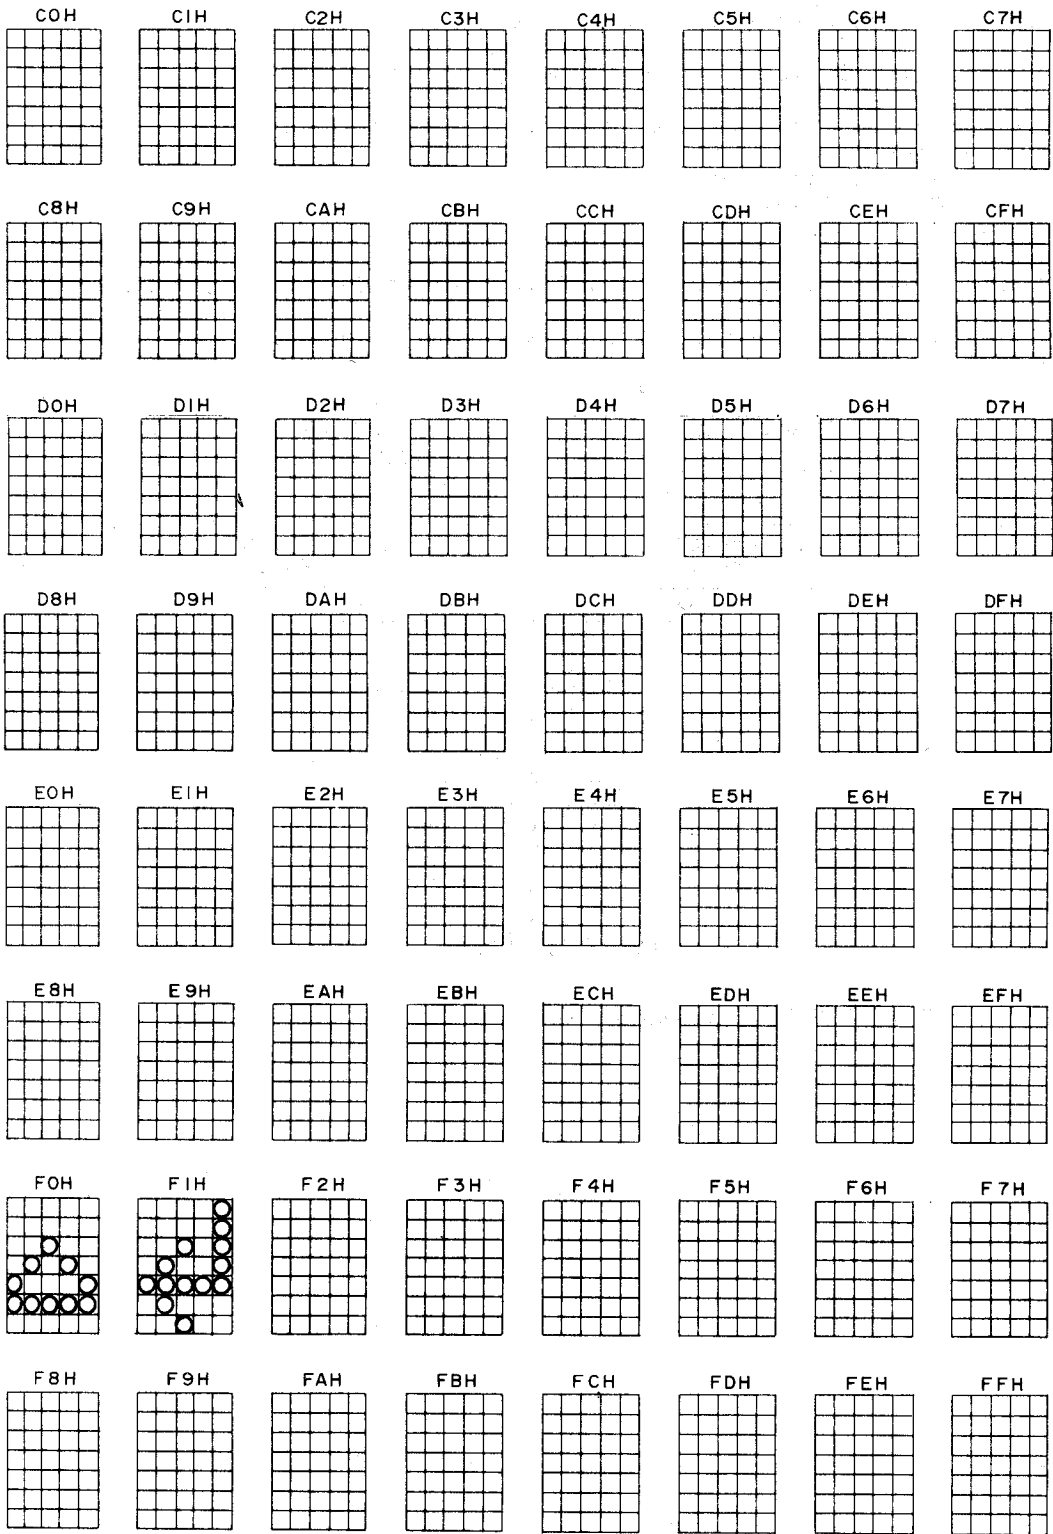 C0H C1H C2H C3H C4H C5H C6H C7H
C8H C9H CAH CBH CCH CDH CEH CFH
D0H D1H D2H D3H D4H D5H D6H D7H
D8H D9H DAH DBH DCH DDH DEH DFH
E0H E1H E2H E3H E4H E5H E6H E7H
E8H E9H EAH EBH ECH EDH EEH EFH
F0H F1H F2H F3H F4H F5H F6H F7H
F8H F9H FAH FBH FCH FDH FEH FFH